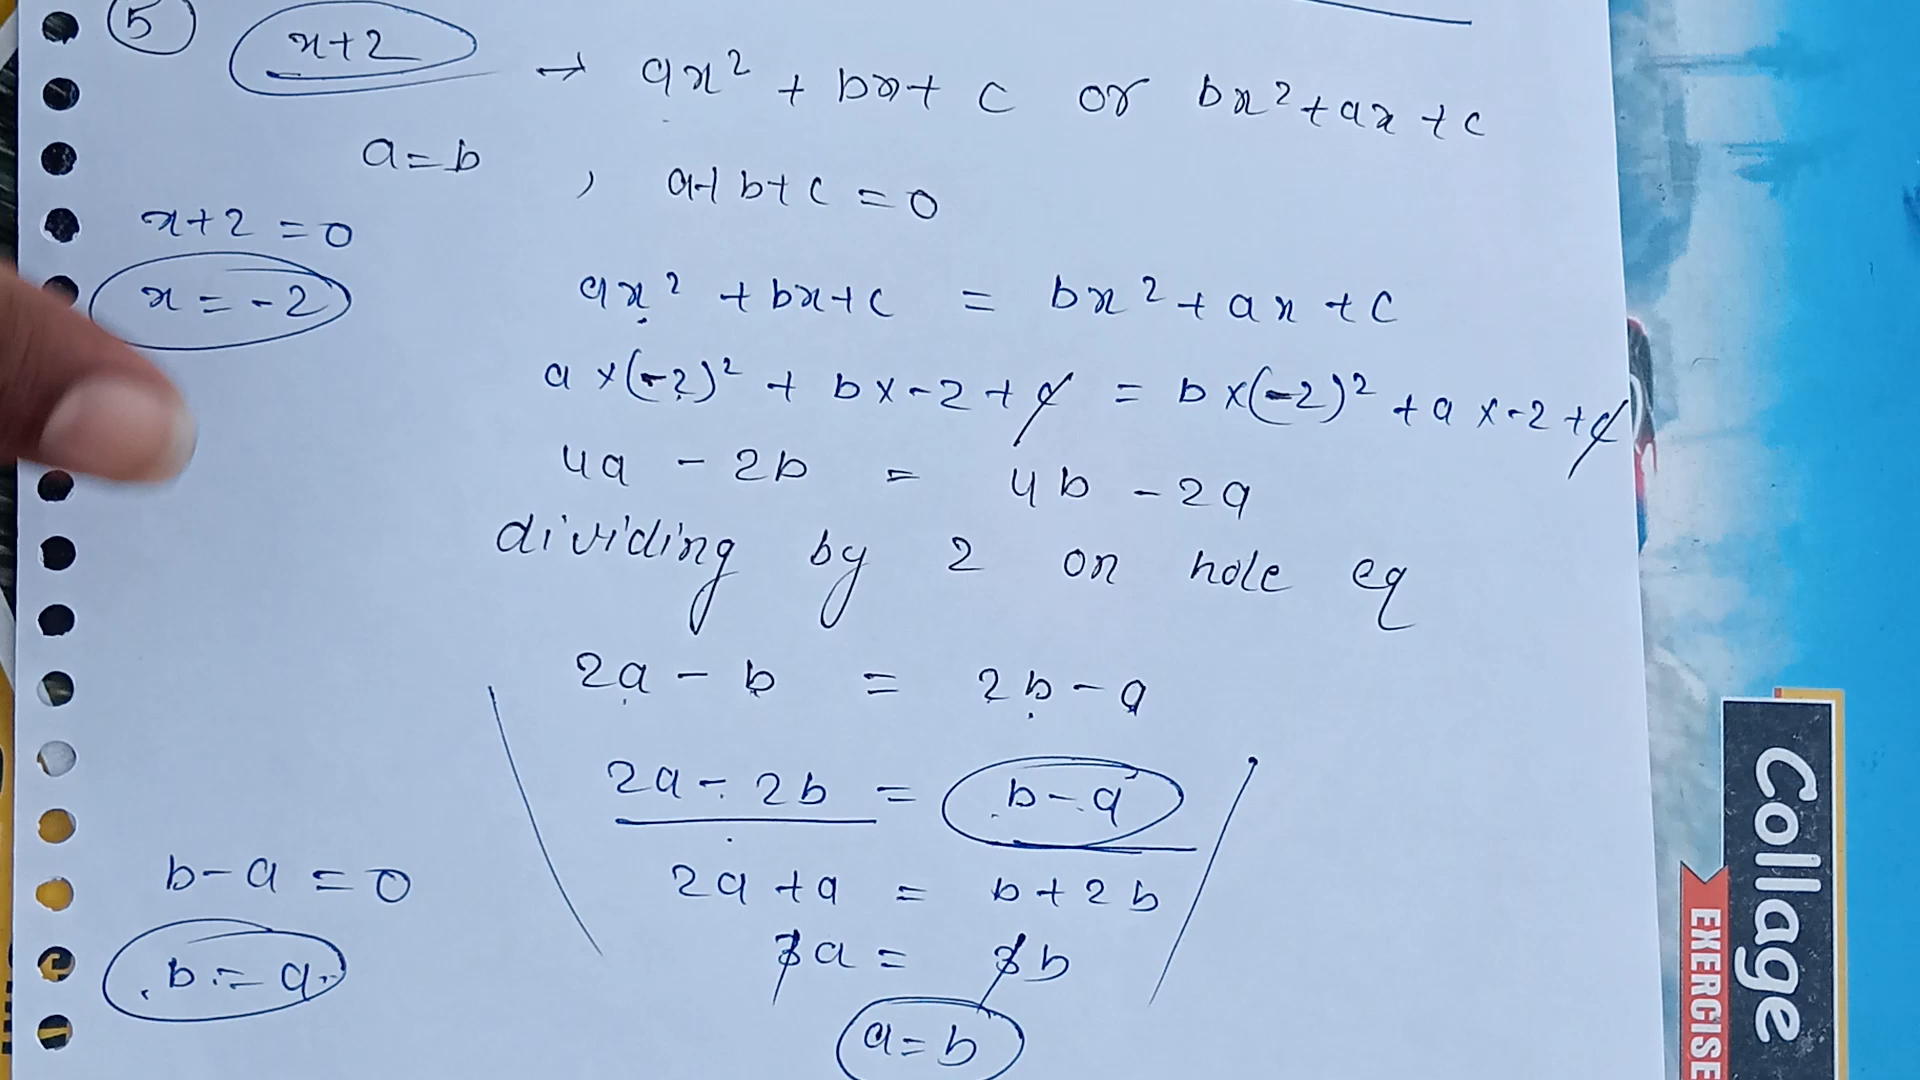 5
x+2 → ax² + bx + c or bx² + ax + c
a = b , a + b + c = 0
x + 2 = 0
x = -2
ax² + bx + c = bx² + ax + c
a × (-2)² + b × -2 + c = b × (-2)² + a × -2 + c
4a - 2b = 4b - 2a
dividing by 2 on hole eq
2a - b = 2b - a
2a - 2b = b - a
b - a = 0
b = a
2a + a = b + 2b
3a = 3b
a = b
Collage
EXERCISE